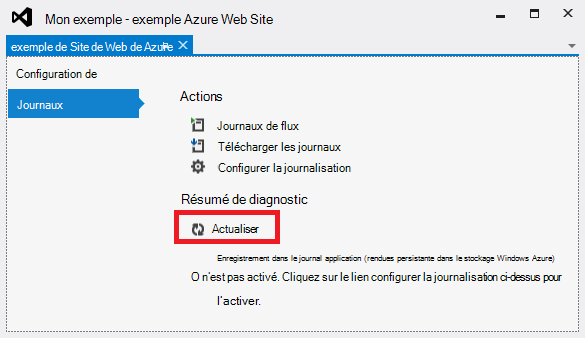 Mon exemple - exemple Azure Web Site
exemple de Site de Web de Azure
Configuration de
Journaux
Actions
Journaux de flux
Télécharger les journaux
Configurer la journalisation
Résumé de diagnostic
Actualiser
Enregistrement dans le journal application (rendues persistante dans le stockage Windows Azure)
O n'est pas activé. Cliquez sur le lien configurer la journalisation ci-dessus pour
l'activer.